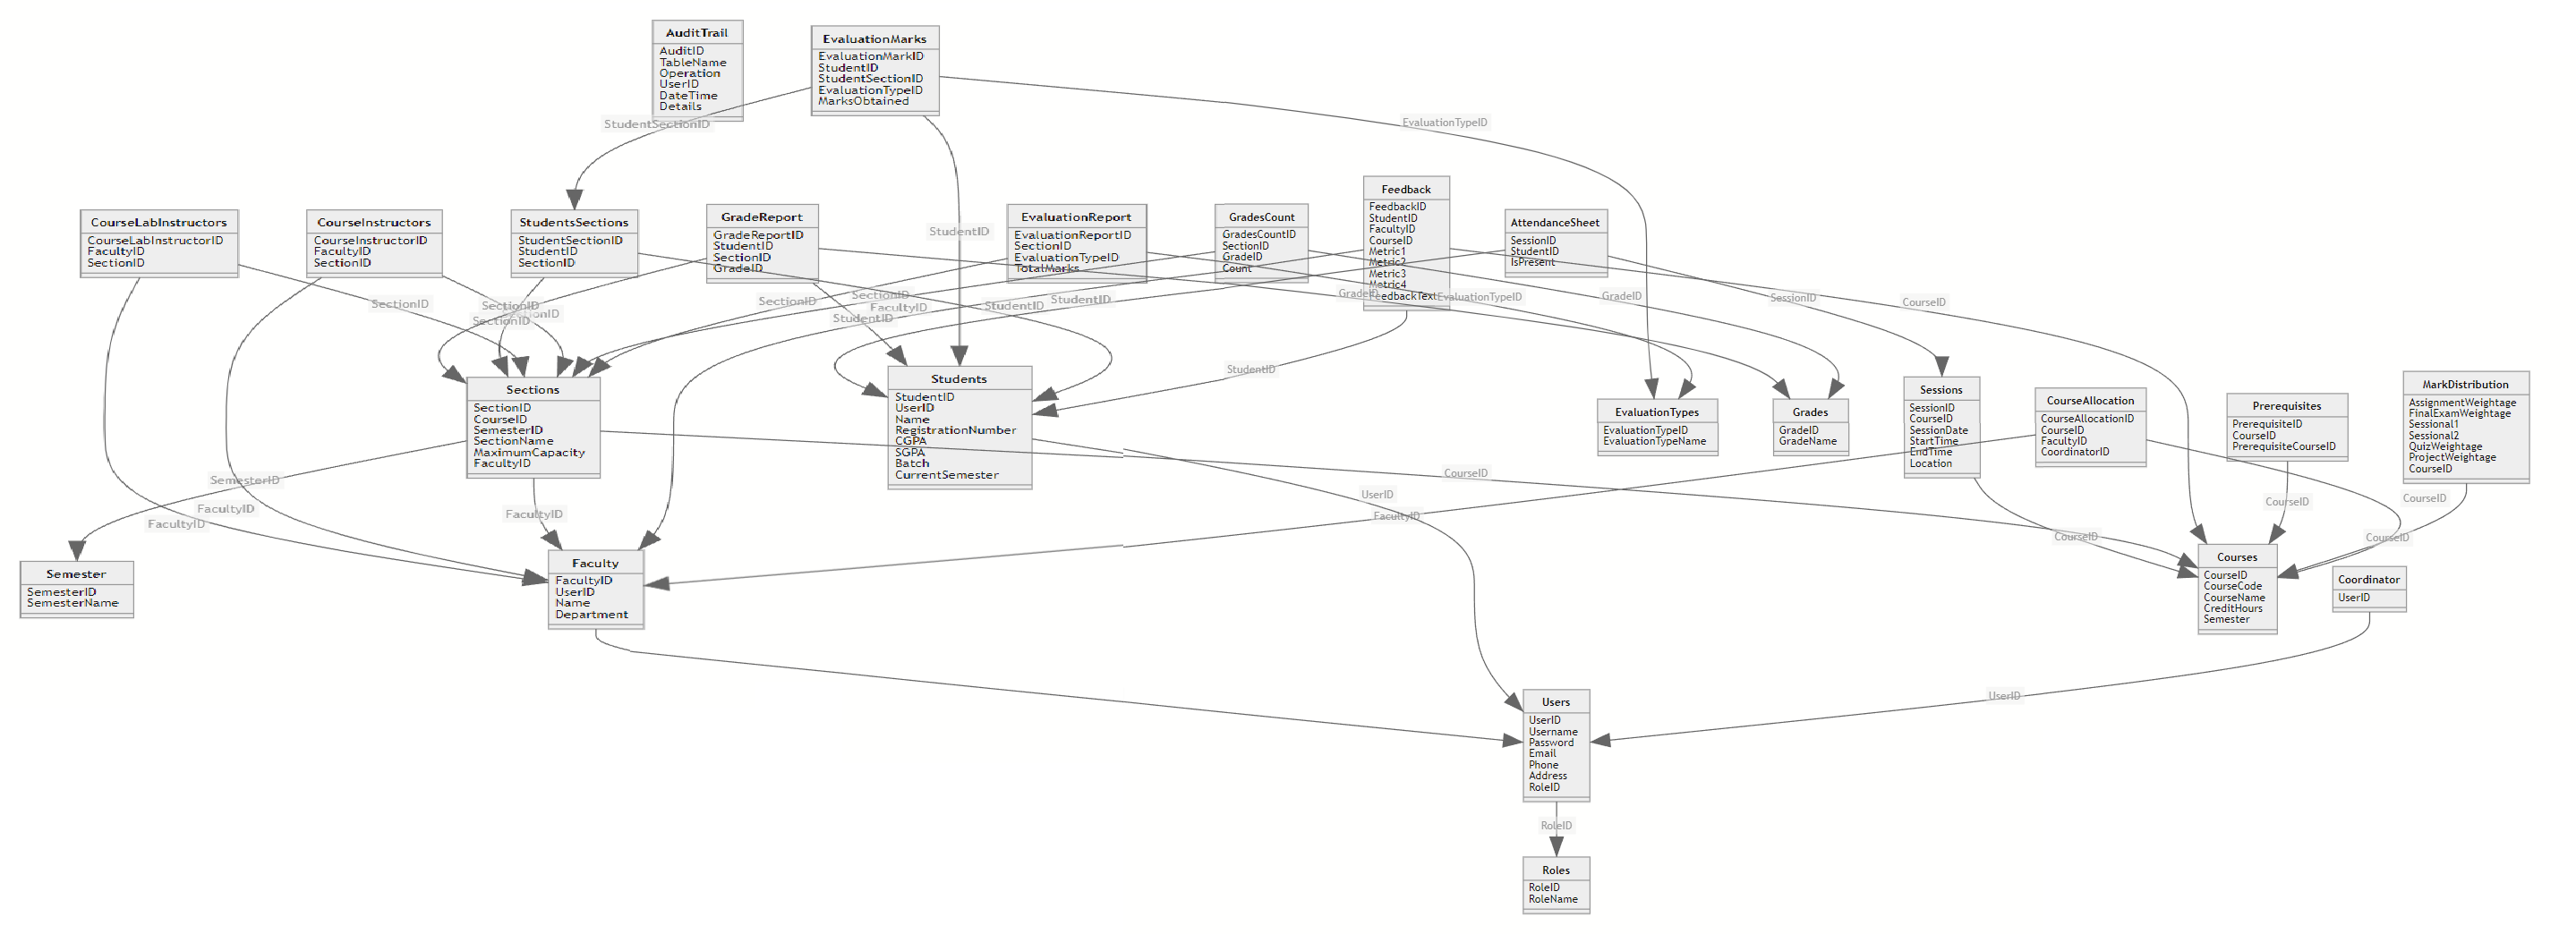 AuditTrail
AuditID
TableName
Operation
UserID
DateTime
Details
EvaluationMarks
EvaluationMarkID
StudentID
StudentSectionID
EvaluationTypeID
MarksObtained
StudentSectionID
EvaluationTypeID
StudentID
CourseLabInstructors
CourseLabInstructorID
FacultyID
SectionID
CourseInstructors
CourseInstructorID
FacultyID
SectionID
StudentsSections
StudentSectionID
StudentID
SectionID
GradeReport
GradeReportID
StudentID
SectionID
GradeID
EvaluationReport
EvaluationReportID
SectionID
EvaluationTypeID
TotalMarks
GradesCount
GradesCountID
SectionID
GradeID
Count
Feedback
FeedbackID
StudentID
FacultyID
CourseID
Metric1
Metric2
Metric3
Metric4
FeedbackText
AttendanceSheet
SessionID
StudentID
IsPresent
SectionID
SectionID
SectionID
SectionID
SectionID
SectionID
FacultyID
StudentID
StudentID
StudentID
GradeID
EvaluationTypeID
GradeID
SessionID
CourseID
StudentID
Sections
SectionID
CourseID
SemesterID
SectionName
MaximumCapacity
FacultyID
Students
StudentID
UserID
Name
RegistrationNumber
CGPA
SGPA
Batch
CurrentSemester
EvaluationTypes
EvaluationTypeID
EvaluationTypeName
Grades
GradeID
GradeName
Sessions
SessionID
CourseID
SessionDate
StartTime
EndTime
Location
CourseAllocation
CourseAllocationID
CourseID
FacultyID
CoordinatorID
Prerequisites
PrerequisiteID
CourseID
PrerequisiteCourseID
MarkDistribution
AssignmentWeightage
FinalExamWeightage
Sessional1
Sessional2
QuizWeightage
ProjectWeightage
CourseID
SemesterID
FacultyID
FacultyID
FacultyID
CourseID
UserID
FacultyID
CourseID
CourseID
CourseID
CourseID
Semester
SemesterID
SemesterName
Faculty
FacultyID
UserID
Name
Department
Courses
CourseID
CourseCode
CourseName
CreditHours
Semester
Coordinator
UserID
UserID
Users
UserID
Username
Password
Email
Phone
Address
RoleID
RoleID
Roles
RoleID
RoleName